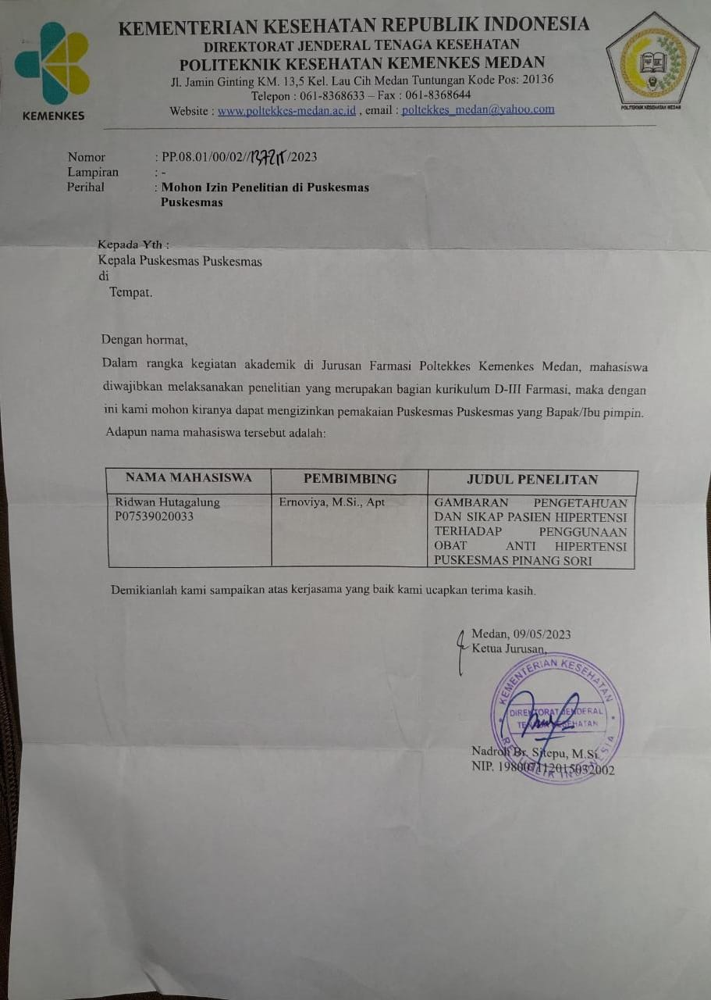 KEMENTERIAN KESEHATAN REPUBLIK INDONESIA
DIREKTORAT JENDERAL TENAGA KESEHATAN
POLITEKNIK KESEHATAN KEMENKES MEDAN
Jl. Jamin Ginting KM. 13,5 Kel. Lau Cih Medan Tuntungan Kode Pos: 20136
Telepon : 061-8368633 – Fax : 061-8368644
Website : www.poltekkes-medan.ac.id , email : poltekkes_medan@yahoo.com
KEMENKES
POLITEKNIK KESEHATAN MEDAN
Nomor : PP.08.01/00/02// /2023
Lampiran : -
Perihal : Mohon Izin Penelitian di Puskesmas
Puskesmas
Kepada Yth :
Kepala Puskesmas Puskesmas
di
Tempat.
Dengan hormat,
Dalam rangka kegiatan akademik di Jurusan Farmasi Poltekkes Kemenkes Medan, mahasiswa
diwajibkan melaksanakan penelitian yang merupakan bagian kurikulum D-III Farmasi, maka dengan
ini kami mohon kiranya dapat mengizinkan pemakaian Puskesmas Puskesmas yang Bapak/Ibu pimpin.
Adapun nama mahasiswa tersebut adalah:
NAMA MAHASISWA PEMBIMBING JUDUL PENELITAN
Ridwan Hutagalung Ernoviya, M.Si., Apt GAMBARAN PENGETAHUAN
P07539020033 DAN SIKAP PASIEN HIPERTENSI
TERHADAP PENGGUNAAN
OBAT ANTI HIPERTENSI
PUSKESMAS PINANG SORI
Demikianlah kami sampaikan atas kerjasama yang baik kami ucapkan terima kasih.
Medan, 09/05/2023
Ketua Jurusan,
KEMENTERIAN KESEHATAN
DIREKTORAT JENDERAL
TENAGA KESEHATAN
REPUBLIK INDONESIA
Nadroh Br. Sitepu, M.Si
NIP. 198007112015032002